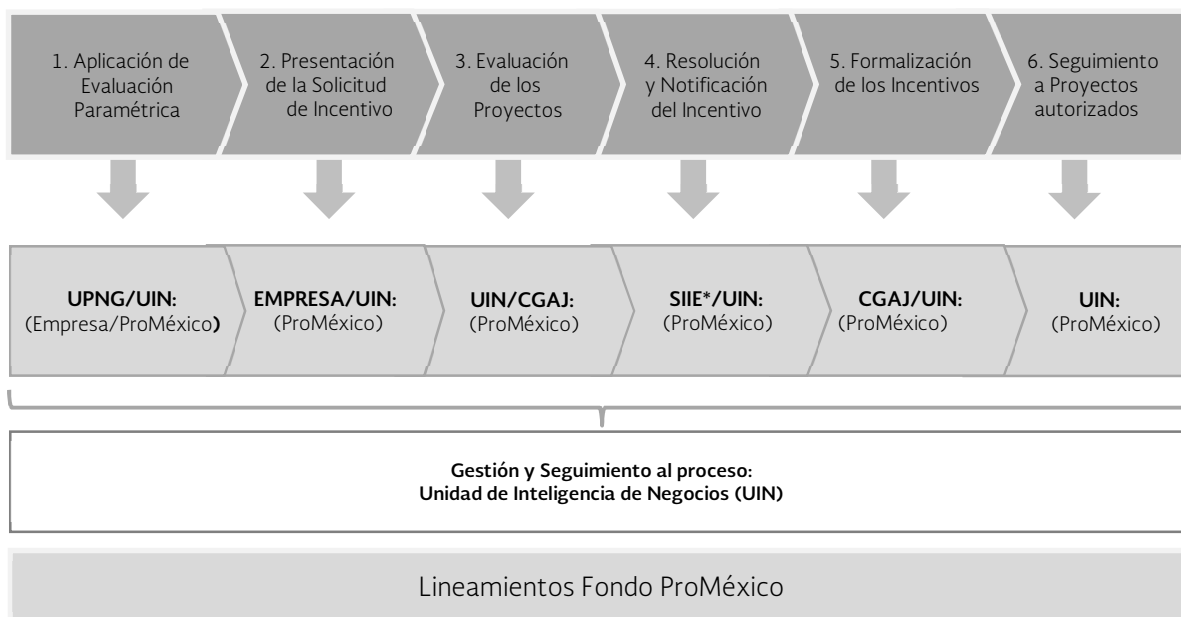 1. Aplicación de
Evaluación
Paramétrica
2. Presentación
de la Solicitud
de Incentivo
3. Evaluación
de los
Proyectos
4. Resolución
y Notificación
del Incentivo
5. Formalización
de los Incentivos
6. Seguimiento
a Proyectos
autorizados
UPNG/UIN:
(Empresa/ProMéxico)
EMPRESA/UIN:
(ProMéxico)
UIN/CGAJ:
(ProMéxico)
SIIE*/UIN:
(ProMéxico)
CGAJ/UIN:
(ProMéxico)
UIN:
(ProMéxico)
Gestión y Seguimiento al proceso:
Unidad de Inteligencia de Negocios (UIN)
Lineamientos Fondo ProMéxico